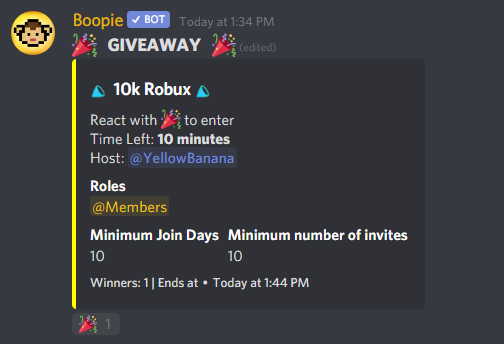 Boopie ✓ BOT Today at 1:34 PM
🎉 GIVEAWAY 🎉 (edited)
10k Robux
React with 🎉 to enter
Time Left: 10 minutes
Host: @YellowBanana
Roles
@Members
Minimum Join Days Minimum number of invites
10 10
Winners: 1 | Ends at • Today at 1:44 PM
🎉 1